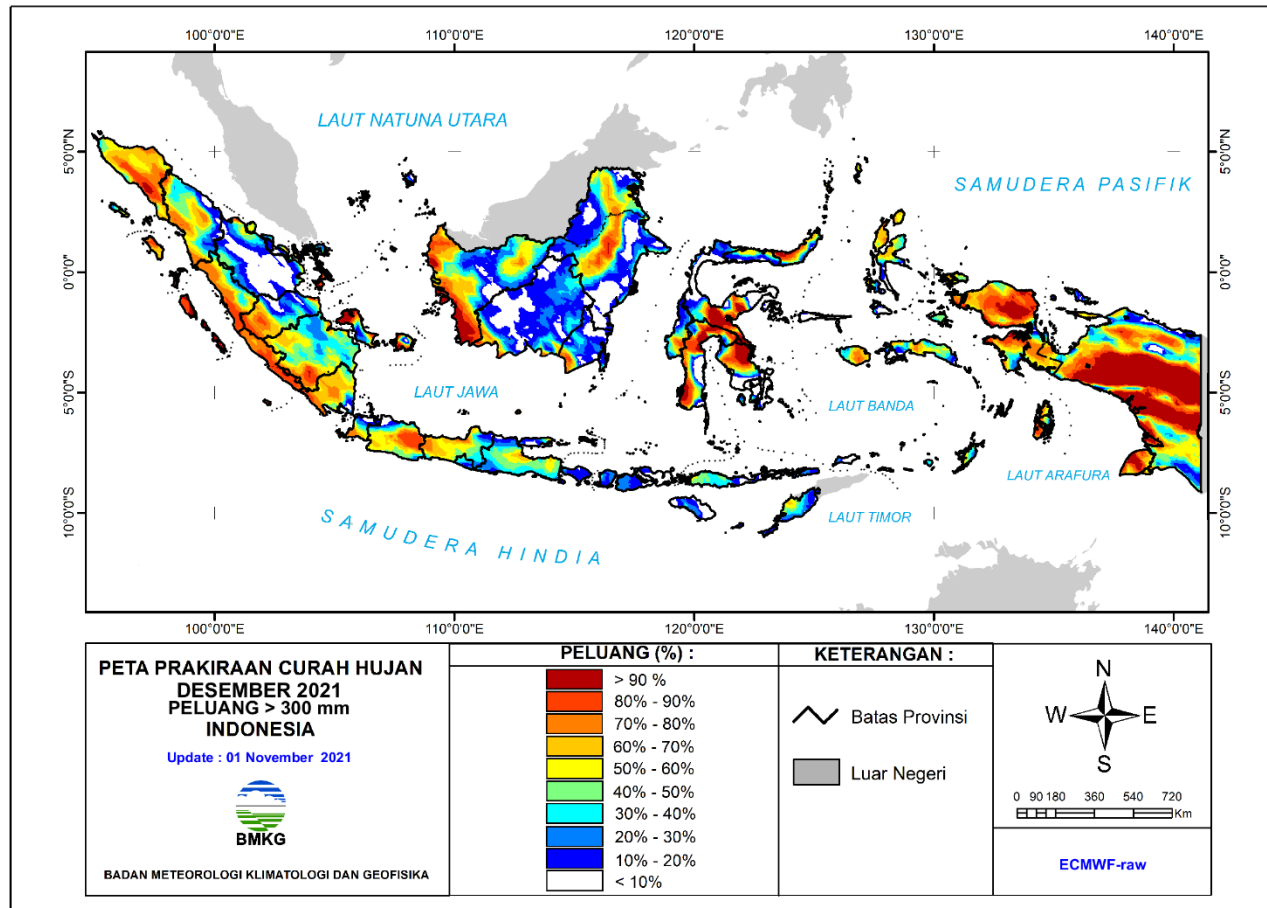 100°0'0"E 110°0'0"E 120°0'0"E 130°0'0"E 140°0'0"E
5°0'0"N 5°0'0"N
0°0'0" 0°0'0"
5°0'0"S 5°0'0"S
10°0'0"S 10°0'0"S
LAUT NATUNA UTARA
SAMUDERA PASIFIK
LAUT JAWA
LAUT BANDA
LAUT ARAFURA
LAUT TIMOR
SAMUDERA HINDIA
100°0'0"E 110°0'0"E 120°0'0"E 130°0'0"E 140°0'0"E
PETA PRAKIRAAN CURAH HUJAN
DESEMBER 2021
PELUANG > 300 mm
INDONESIA
Update : 01 November 2021
BMKG
BADAN METEOROLOGI KLIMATOLOGI DAN GEOFISIKA
PELUANG (%) :
> 90 %
80% - 90%
70% - 80%
60% - 70%
50% - 60%
40% - 50%
30% - 40%
20% - 30%
10% - 20%
< 10%
KETERANGAN :
Batas Provinsi
Luar Negeri
N
W E
S
0 90 180 360 540 720
Km
ECMWF-raw